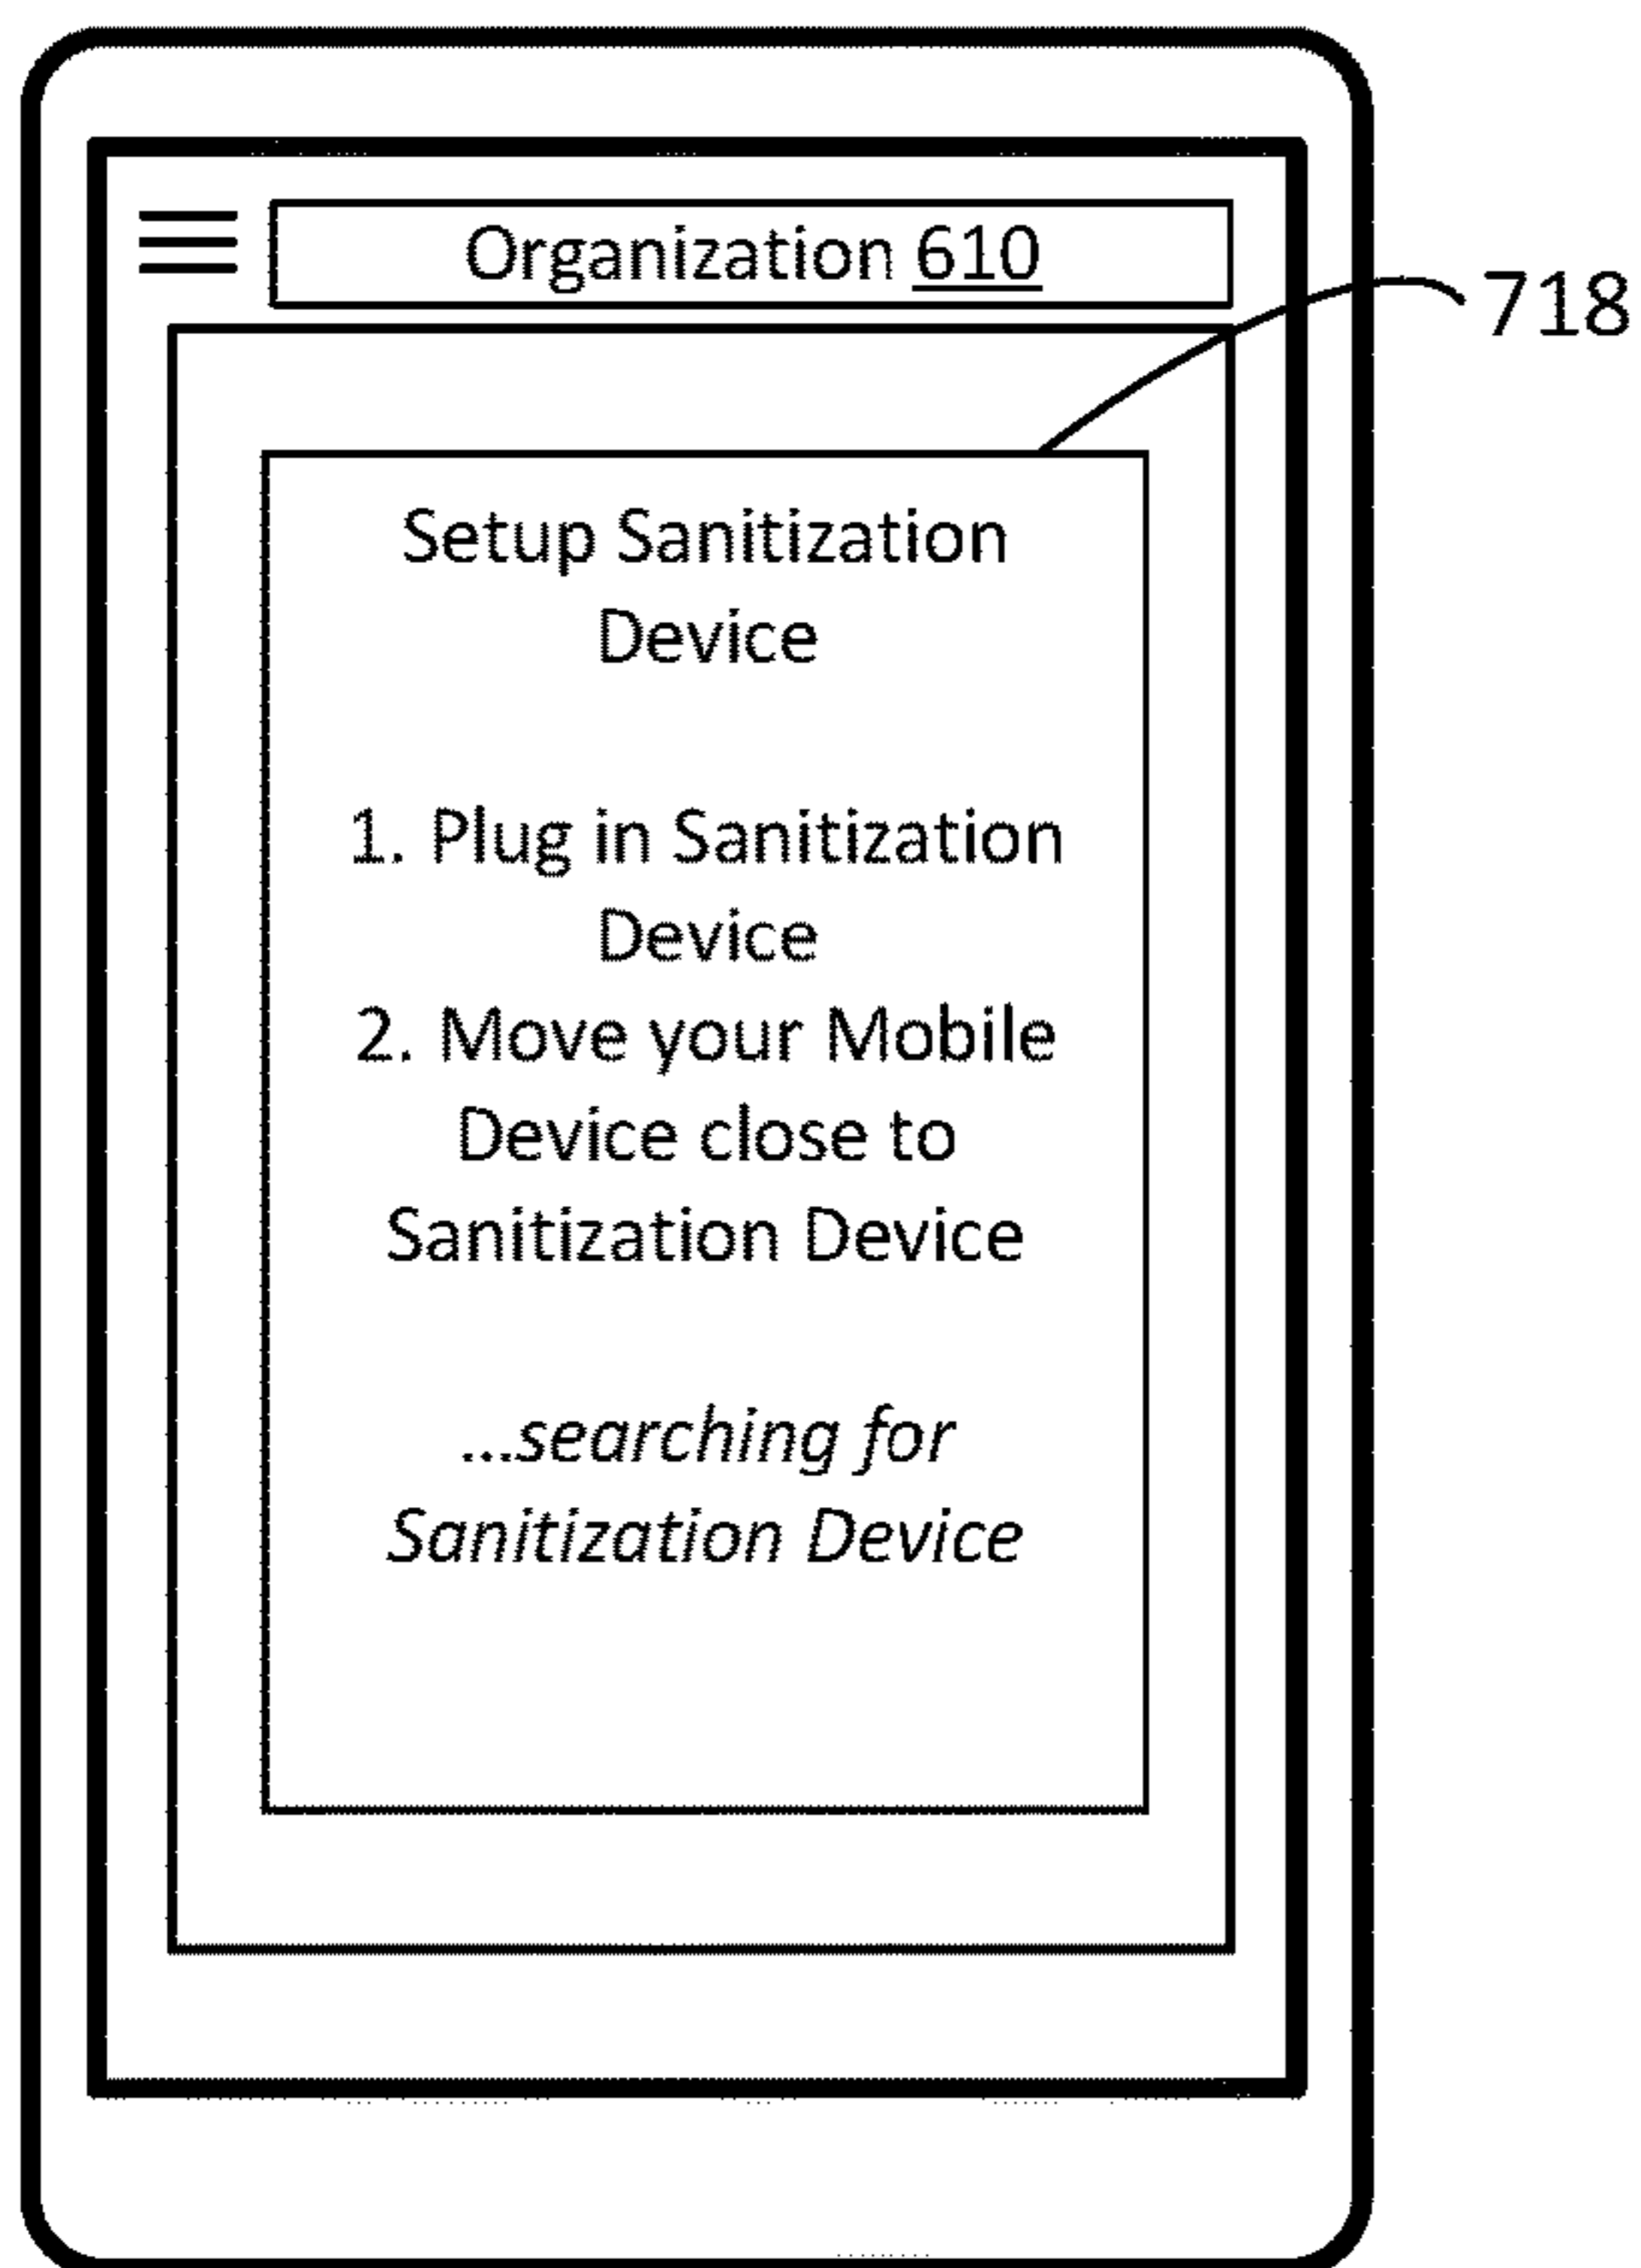 Organization 610
718
Setup Sanitization
Device
1. Plug in Sanitization
Device
2. Move your Mobile
Device close to
Sanitization Device
...searching for
Sanitization Device